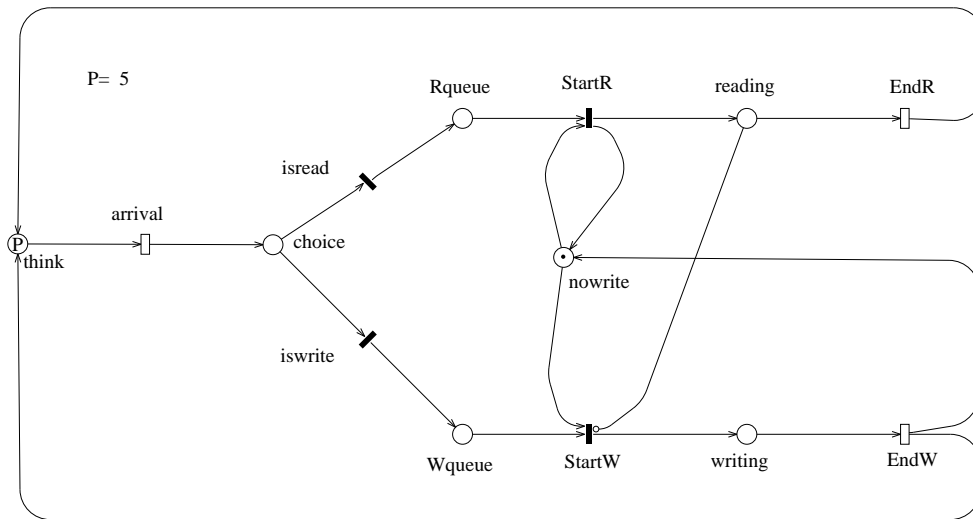 P= 5
Rqueue
StartR
reading
EndR
isread
arrival
choice
P
think
nowrite
iswrite
Wqueue
StartW
writing
EndW